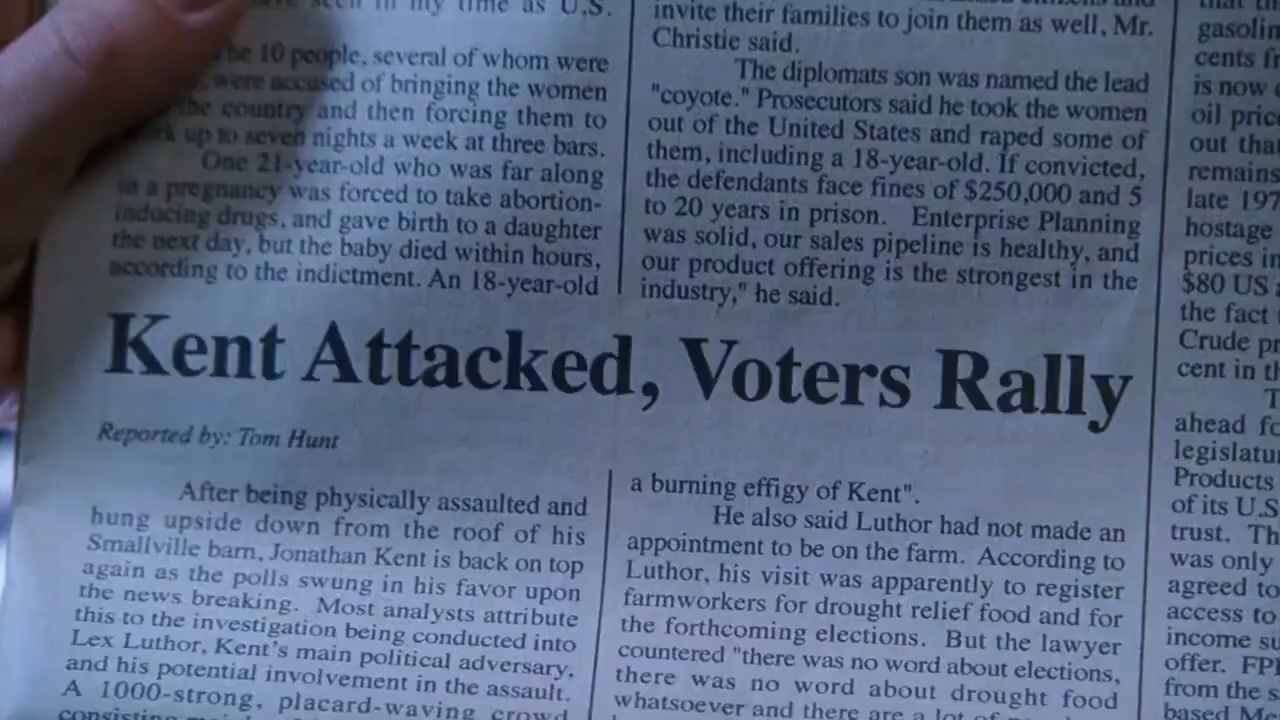 seen in my time as U.S.
10 people, several of whom were
were accused of bringing the women
the country and then forcing them to
up to seven nights a week at three bars.
One 21-year-old who was far along
in a pregnancy was forced to take abortion-
inducing drugs, and gave birth to a daughter
the next day, but the baby died within hours,
according to the indictment. An 18-year-old
invite their families to join them as well, Mr.
Christie said.
The diplomats son was named the lead
"coyote." Prosecutors said he took the women
out of the United States and raped some of
them, including a 18-year-old. If convicted,
the defendants face fines of $250,000 and 5
to 20 years in prison. Enterprise Planning
was solid, our sales pipeline is healthy, and
our product offering is the strongest in the
industry," he said.
Kent Attacked, Voters Rally
Reported by: Tom Hunt
After being physically assaulted and
hung upside down from the roof of his
Smallville barn, Jonathan Kent is back on top
again as the polls swung in his favor upon
the news breaking. Most analysts attribute
this to the investigation being conducted into
Lex Luthor, Kent's main political adversary,
and his potential involvement in the assault.
A 1000-strong, placard-waving crowd
consisting
a burning effigy of Kent".
He also said Luthor had not made an
appointment to be on the farm. According to
Luthor, his visit was apparently to register
farmworkers for drought relief food and for
the forthcoming elections. But the lawyer
countered "there was no word about elections,
there was no word about drought food
whatsoever and there are a lot of
cents
is now
oil
out
remains
late 197
hostage
prices in
$80 US
the fact
Crude
cent in
ahead
Products
of its U.S
trust.
was only
agreed to
access to
income
offer.
from the
based